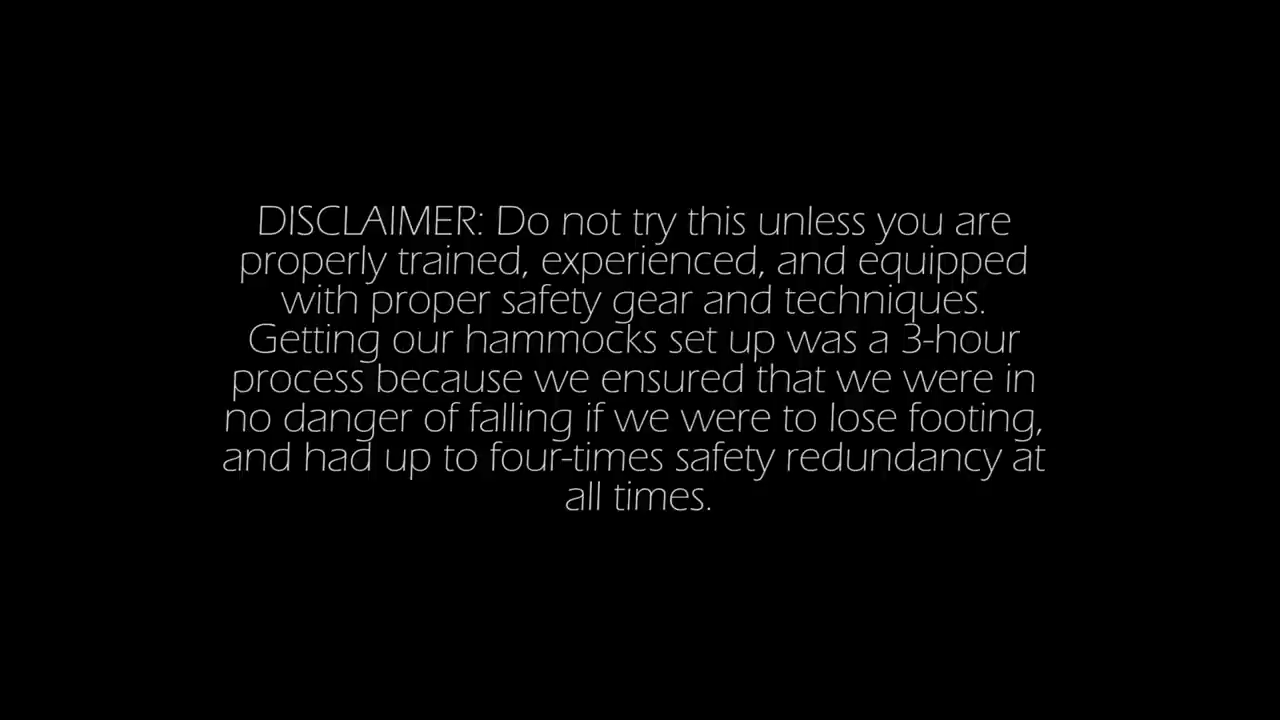 DISCLAIMER: Do not try this unless you are
properly trained, experienced, and equipped
with proper safety gear and techniques.
Getting our hammocks set up was a 3-hour
process because we ensured that we were in
no danger of falling if we were to lose footing,
and had up to four-times safety redundancy at
all times.